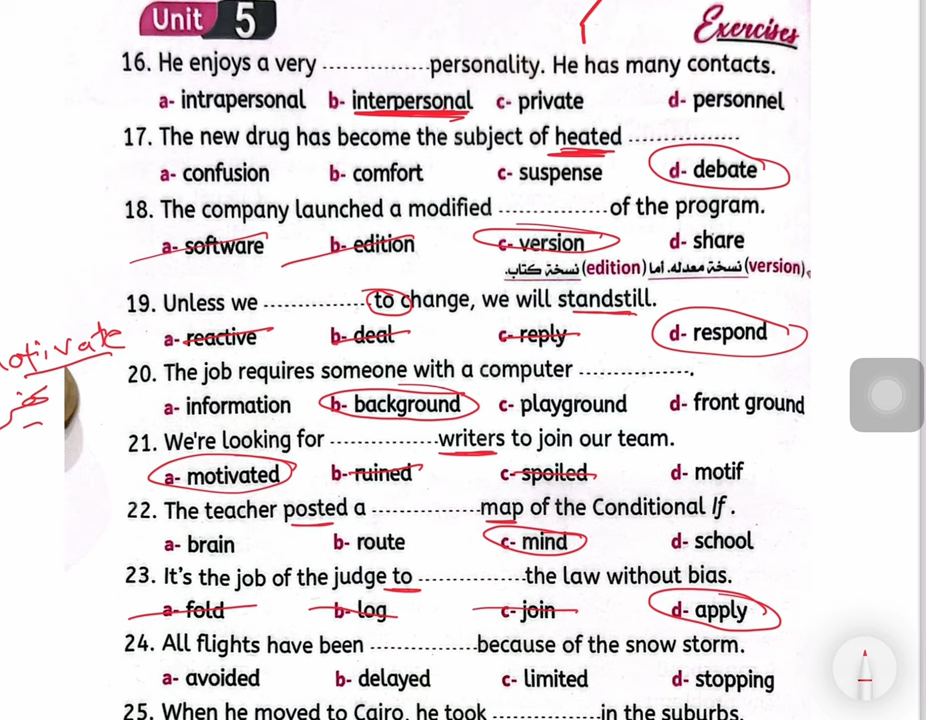 Unit 5 Exercises
16. He enjoys a very ..............personality. He has many contacts.
a- intrapersonal b- interpersonal c- private d- personnel
17. The new drug has become the subject of heated ...............
a- confusion b- comfort c- suspense d- debate
18. The company launched a modified ..............of the program.
a- software b- edition c- version d- share
(version) نسخة معدله. أما (edition) نسخة كتاب.
19. Unless we ..............to change, we will standstill.
a- reactive b- deal c- reply d- respond
20. The job requires someone with a computer ...............
a- information b- background c- playground d- front ground
21. We're looking for ..............writers to join our team.
a- motivated b- ruined c- spoiled d- motif
22. The teacher posted a ..............map of the Conditional If.
a- brain b- route c- mind d- school
23. It's the job of the judge to ..............the law without bias.
a- fold b- log c- join d- apply
24. All flights have been ..............because of the snow storm.
a- avoided b- delayed c- limited d- stopping
25. When he moved to Cairo, he took ..............in the suburbs.